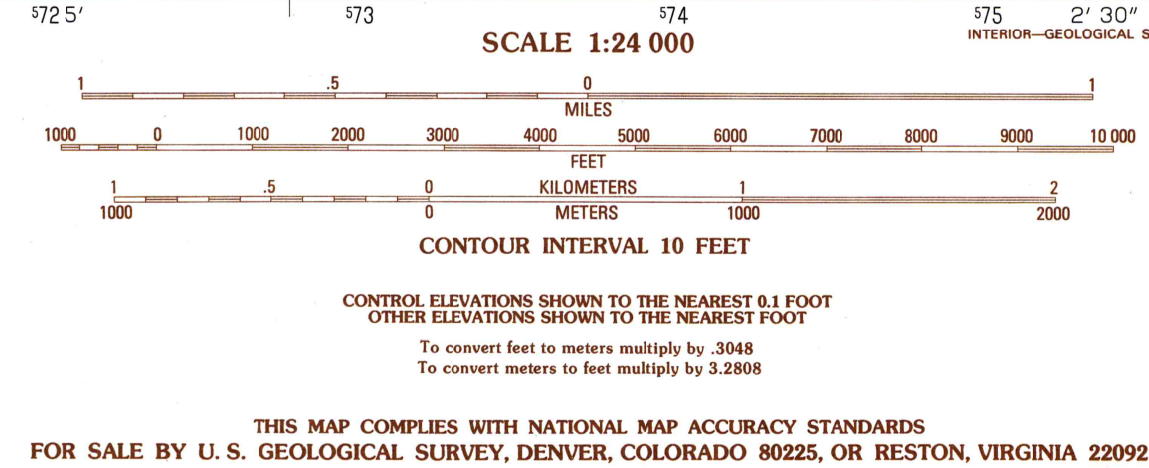 ⁵72 5′ ⁵73 ⁵74 ⁵75 2′ 30″
SCALE 1:24 000
INTERIOR—GEOLOGICAL S
1 .5 0 1
MILES
1000 0 1000 2000 3000 4000 5000 6000 7000 8000 9000 10 000
FEET
1 .5 0 KILOMETERS 1 2
1000 0 METERS 1000 2000
CONTOUR INTERVAL 10 FEET
CONTROL ELEVATIONS SHOWN TO THE NEAREST 0.1 FOOT
OTHER ELEVATIONS SHOWN TO THE NEAREST FOOT
To convert feet to meters multiply by .3048
To convert meters to feet multiply by 3.2808
THIS MAP COMPLIES WITH NATIONAL MAP ACCURACY STANDARDS
FOR SALE BY U. S. GEOLOGICAL SURVEY, DENVER, COLORADO 80225, OR RESTON, VIRGINIA 22092